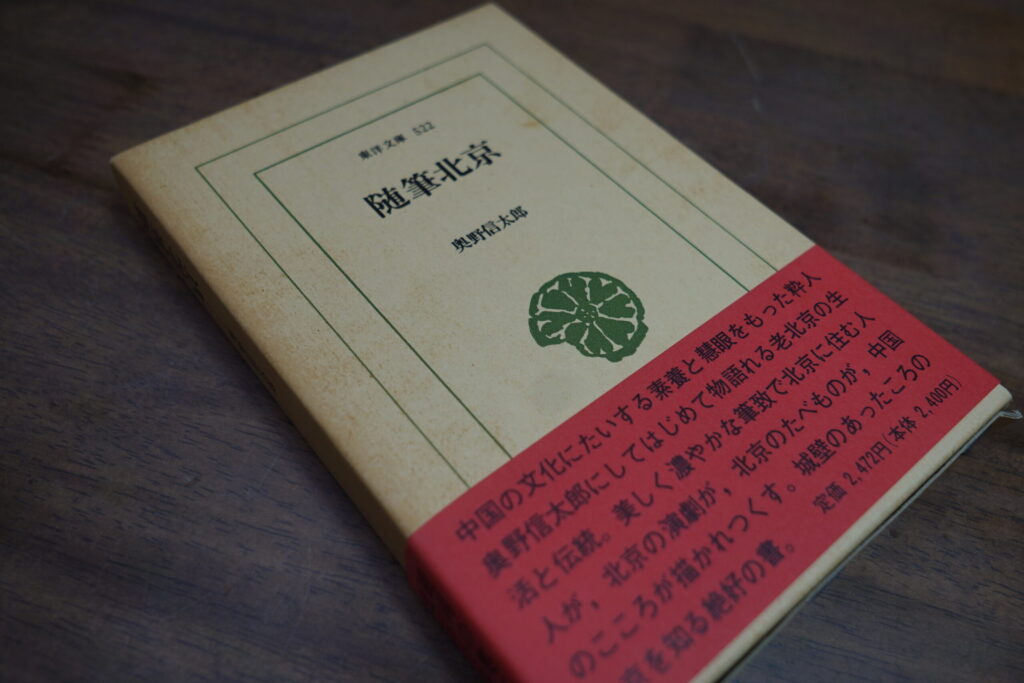 東洋文庫 522
随筆北京
奥野信太郎
中国の文化にたいする素養と慧眼をもった粋人
奥野信太郎にしてはじめて物語れる老北京の生
活と伝統。美しく濃やかな筆致で北京に住む人
人が，北京の演劇が，北京のたべものが，中国
のこころが描かれつくす。城壁のあったころの
京を知る絶好の書。
定価 2,472円(本体 2,400円)